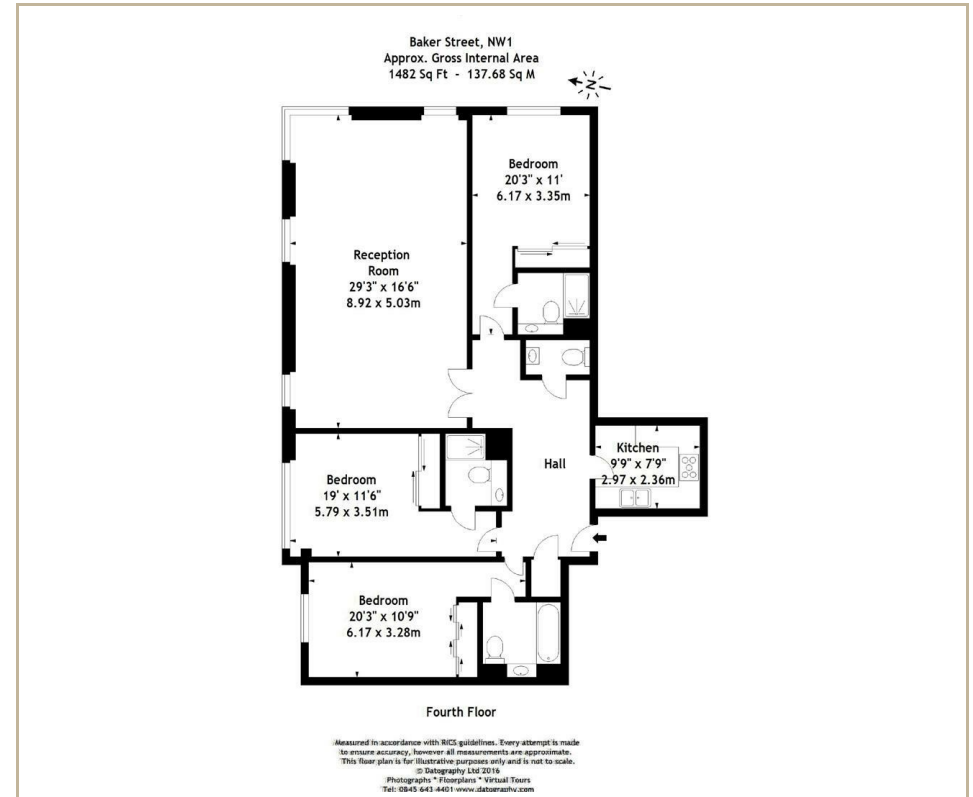 Baker Street, NW1
Approx. Gross Internal Area
1482 Sq Ft - 137.68 Sq M
N
Bedroom
20'3" x 11'
6.17 x 3.35m
Reception
Room
29'3" x 16'6"
8.92 x 5.03m
Kitchen
9'9" x 7'9"
2.97 x 2.36m
Hall
Bedroom
19' x 11'6"
5.79 x 3.51m
Bedroom
20'3" x 10'9"
6.17 x 3.28m
Fourth Floor
Measured in accordance with RICS guidelines. Every attempt is made
to ensure accuracy, however all measurements are approximate.
This floor plan is for illustrative purposes only and is not to scale.
© Datography Ltd 2016
Photographs * Floorplans * Virtual Tours
Tel: 0845 643 4401 www.datography.com